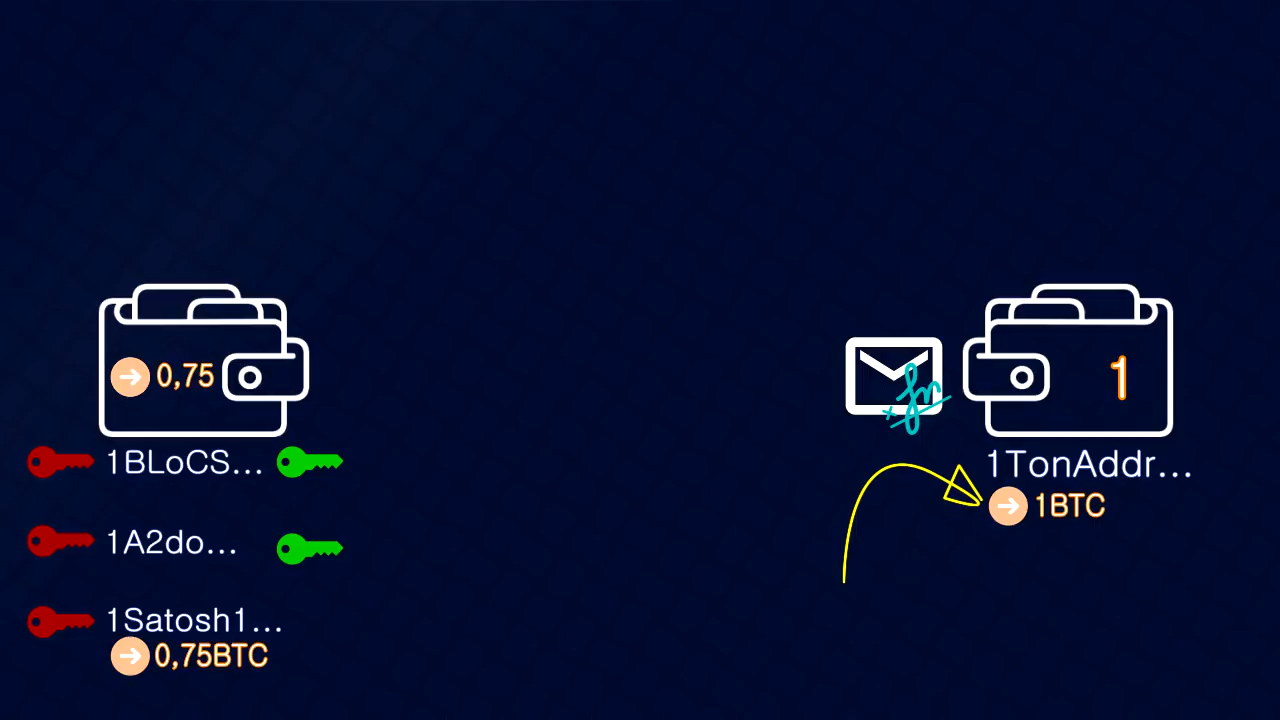 0,75
1
1BLoCS...
1TonAddr...
1BTC
1A2do...
1Satosh1...
0,75BTC